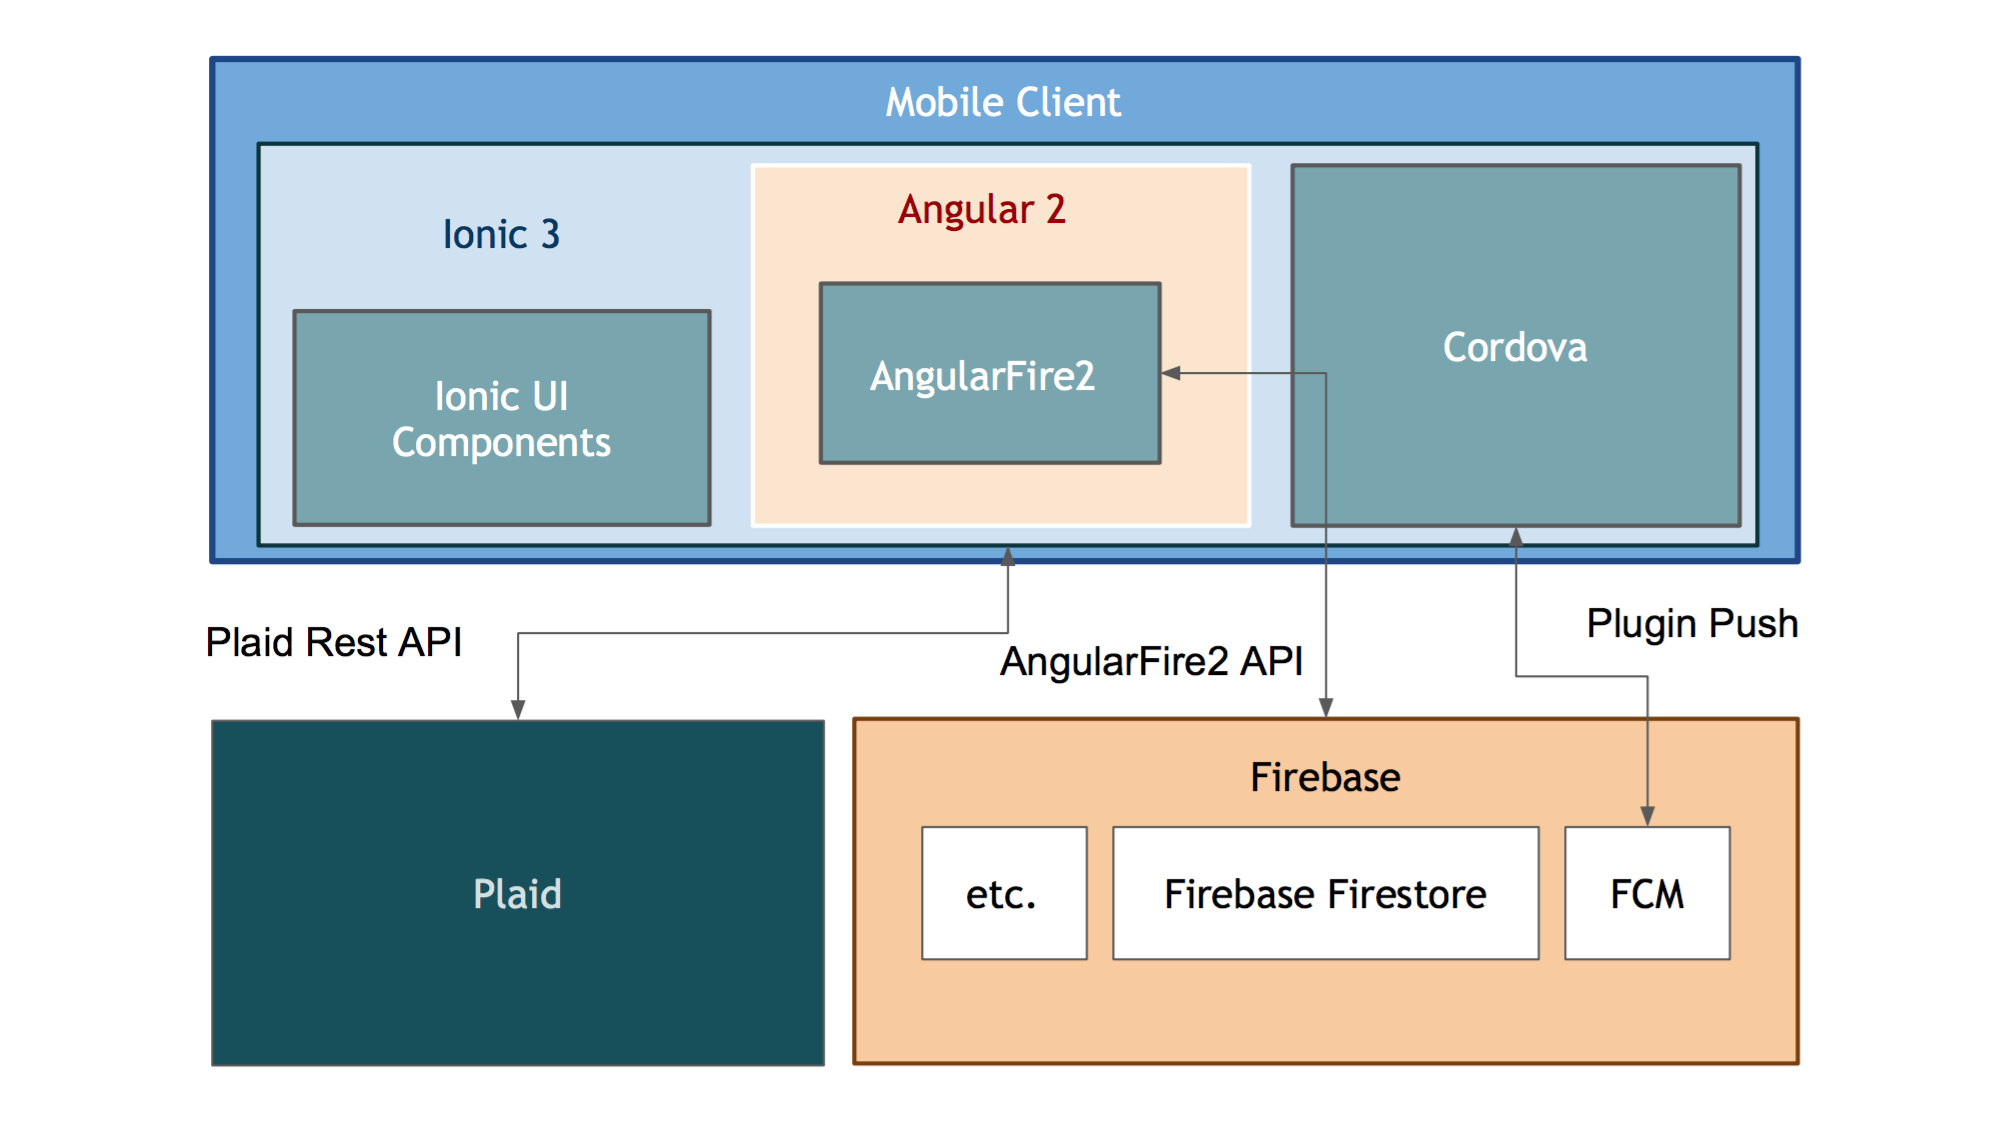 Mobile Client
Ionic 3
Angular 2
Ionic UI
Components
AngularFire2
Cordova
Plaid Rest API
AngularFire2 API
Plugin Push
Plaid
Firebase
etc.
Firebase Firestore
FCM